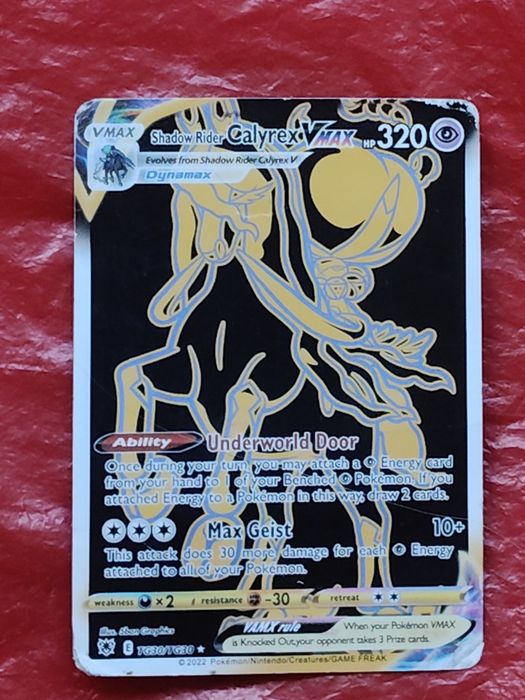 VMAX
Shadow Rider Calyrex VMAX HP 320
Evolves from Shadow Rider Calyrex V
Dynamax
Ability Underworld Door
Once during your turn, you may attach a Energy card
from your hand to 1 of your Benched Pokémon. If you
attached Energy to a Pokémon in this way, draw 2 cards.
Max Geist 10+
This attack does 30 more damage for each Energy
attached to all of your Pokémon.
weakness ×2 resistance -30 retreat
Illus. 5ban Graphics
VAMX rule When your Pokémon VMAX
is Knocked Out, your opponent takes 3 Prize cards.
E TG30/TG30 ★
©2022 Pokémon/Nintendo/Creatures/GAME FREAK